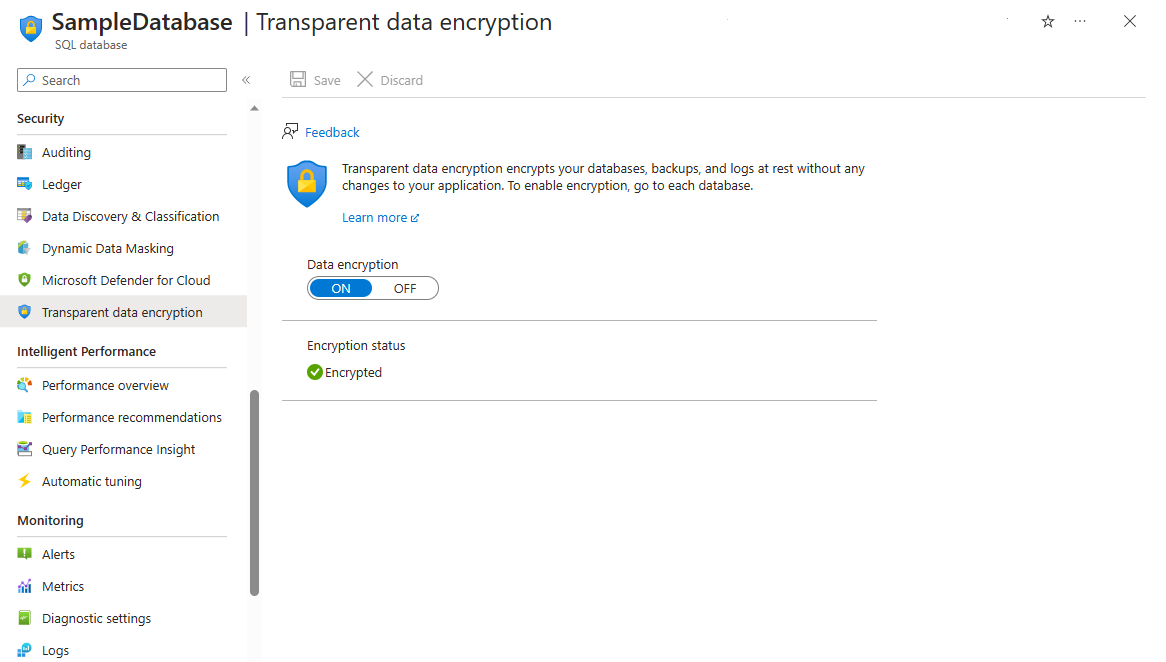 SampleDatabase | Transparent data encryption
SQL database
Search
«
Save
Discard
Security
Auditing
Ledger
Data Discovery & Classification
Dynamic Data Masking
Microsoft Defender for Cloud
Transparent data encryption
Intelligent Performance
Performance overview
Performance recommendations
Query Performance Insight
Automatic tuning
Monitoring
Alerts
Metrics
Diagnostic settings
Logs
Feedback
Transparent data encryption encrypts your databases, backups, and logs at rest without any
changes to your application. To enable encryption, go to each database.
Learn more
Data encryption
ON OFF
Encryption status
Encrypted